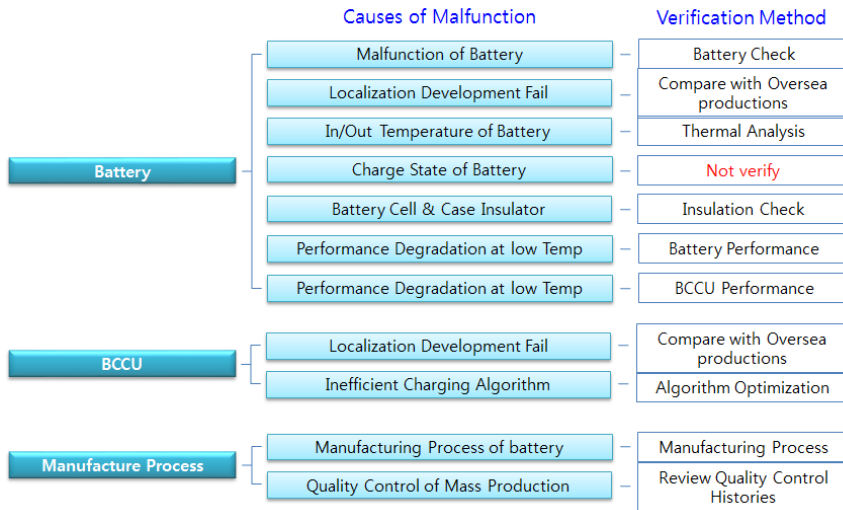 Causes of Malfunction Verification Method
Malfunction of Battery Battery Check
Localization Development Fail Compare with Oversea
productions
In/Out Temperature of Battery Thermal Analysis
Battery Charge State of Battery Not verify
Battery Cell & Case Insulator Insulation Check
Performance Degradation at low Temp Battery Performance
Performance Degradation at low Temp BCCU Performance
BCCU
Localization Development Fail Compare with Oversea
productions
Inefficient Charging Algorithm Algorithm Optimization
Manufacture Process
Manufacturing Process of battery Manufacturing Process
Quality Control of Mass Production Review Quality Control
Histories